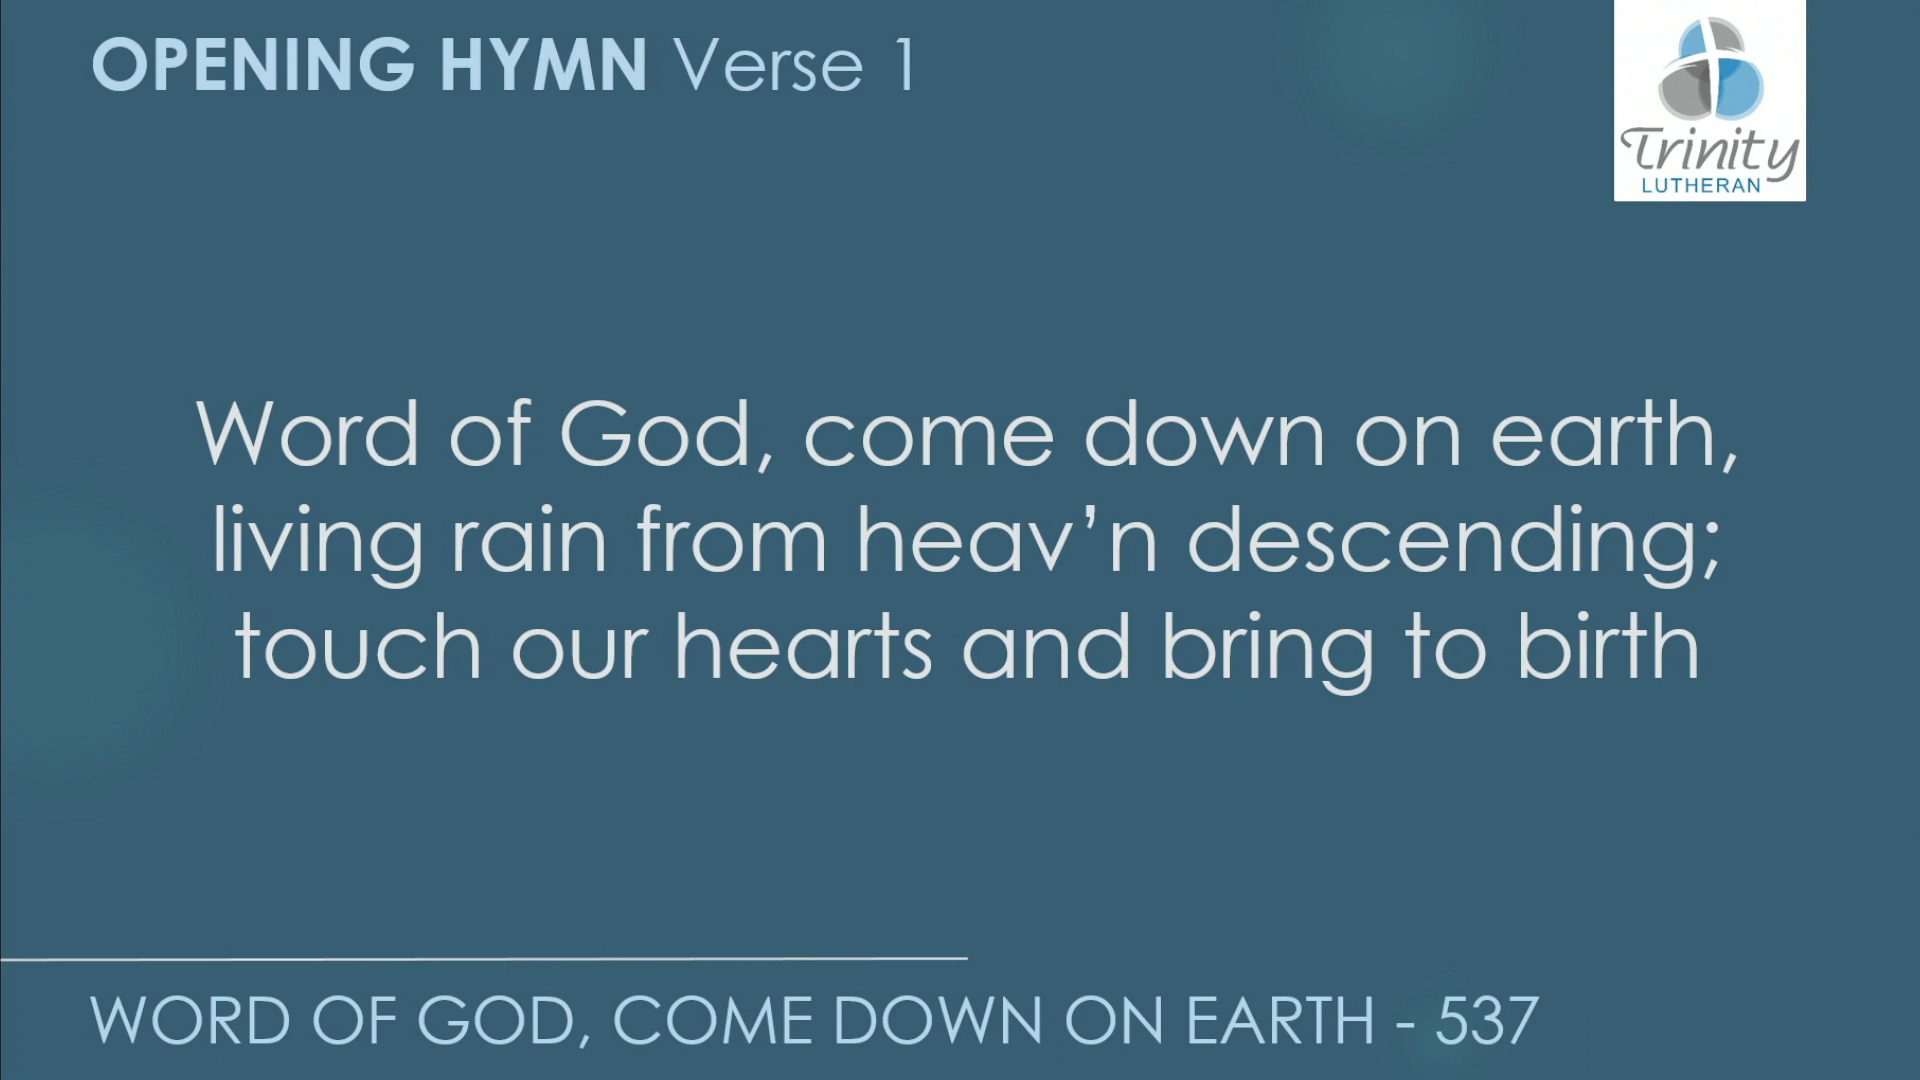 OPENING HYMN Verse 1
Trinity
LUTHERAN
Word of God, come down on earth,
living rain from heav’n descending;
touch our hearts and bring to birth
WORD OF GOD, COME DOWN ON EARTH - 537